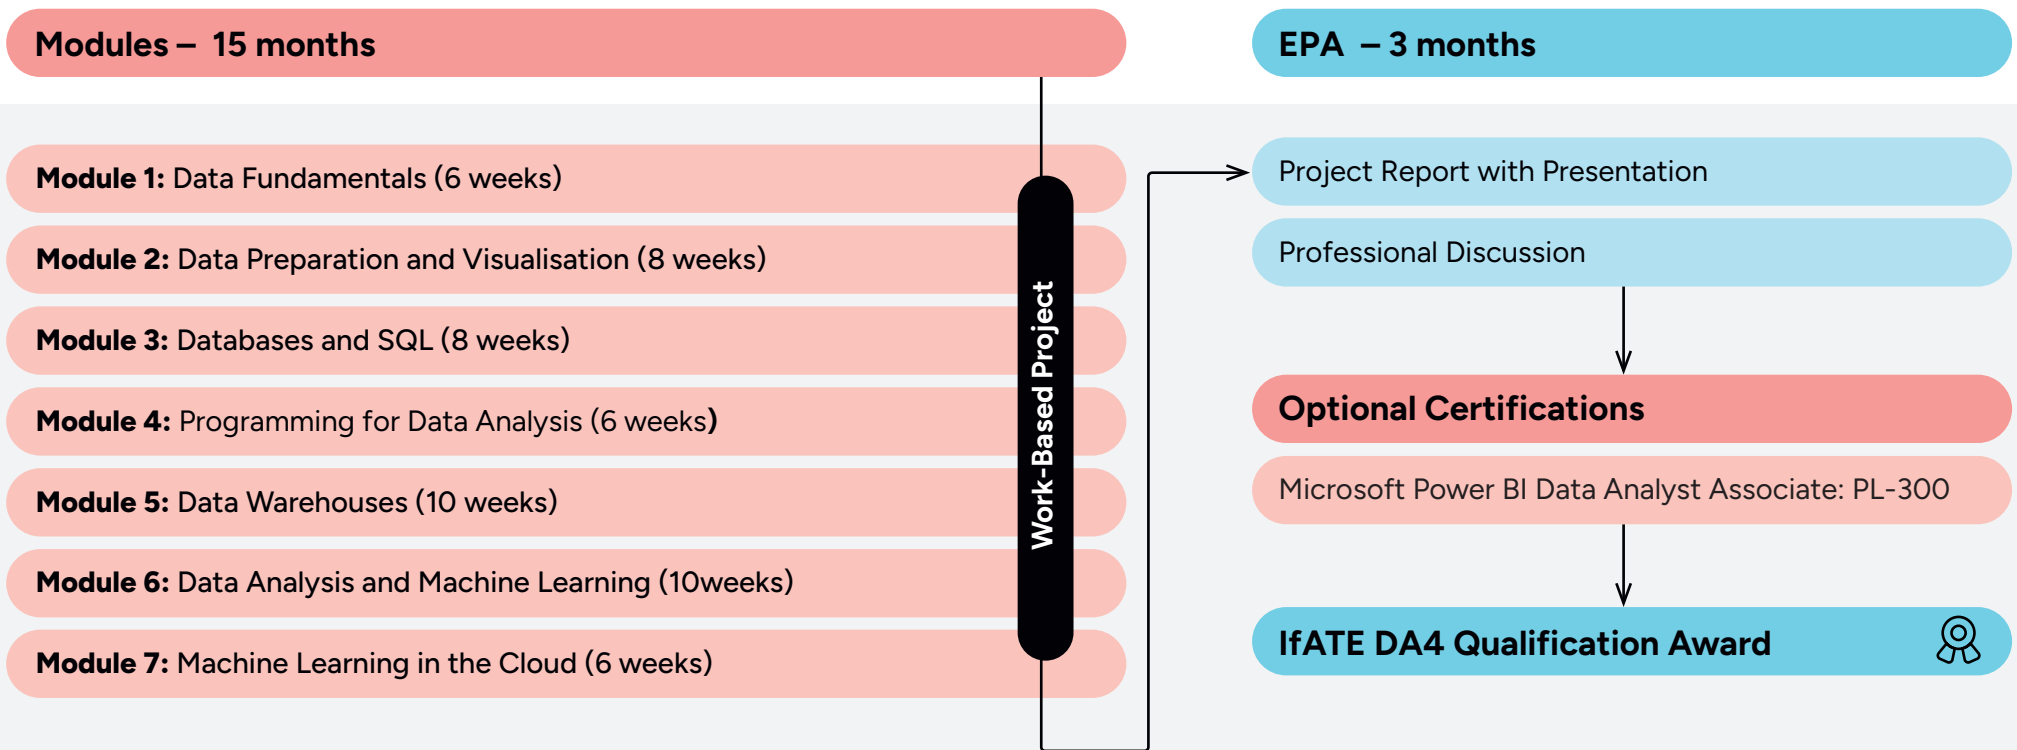 Modules – 15 months
Module 1: Data Fundamentals (6 weeks)
Module 2: Data Preparation and Visualisation (8 weeks)
Module 3: Databases and SQL (8 weeks)
Module 4: Programming for Data Analysis (6 weeks)
Module 5: Data Warehouses (10 weeks)
Module 6: Data Analysis and Machine Learning (10weeks)
Module 7: Machine Learning in the Cloud (6 weeks)
Work-Based Project
EPA – 3 months
Project Report with Presentation
Professional Discussion
Optional Certifications
Microsoft Power BI Data Analyst Associate: PL-300
IfATE DA4 Qualification Award